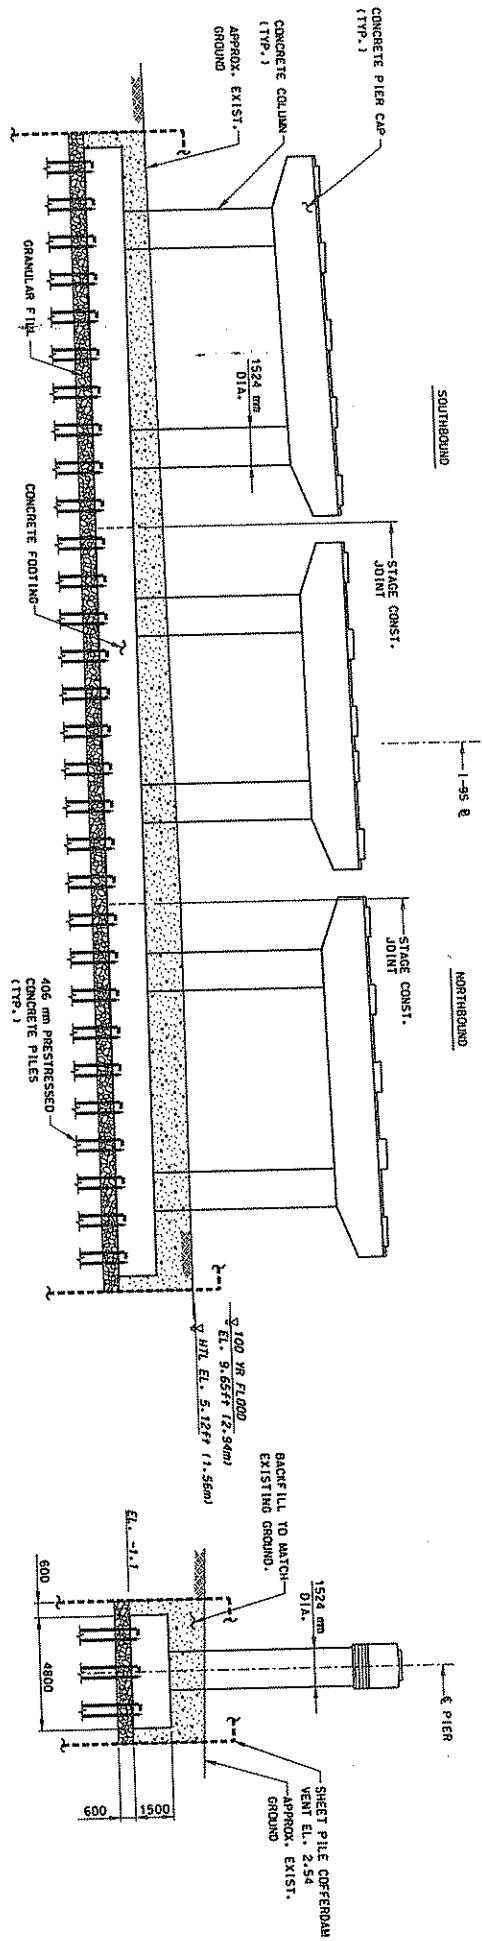 CONCRETE PIER CAP
(TYP.)
CONCRETE COLUMN
(TYP.)
APPROX. EXIST.
GROUND
GRANULAR FILL
CONCRETE FOOTING
1524 mm
DIA.
SOUTHBOUND
STAGE CONST.
JOINT
I-95 ℄
STAGE CONST.
JOINT
NORTHBOUND
406 mm PRESTRESSED
CONCRETE PILES
(TYP.)
100 YR FLOOD
EL. 9.65ft (2.94m)
HTL EL. 5.12ft (1.56m)
BACKFILL TO MATCH
EXISTING GROUND.
EL. -1.1
600
4800
1524 mm
DIA.
℄ PIER
SHEET PILE COFFERDAM
VENT EL. 2.54
APPROX. EXIST.
GROUND
1500
600